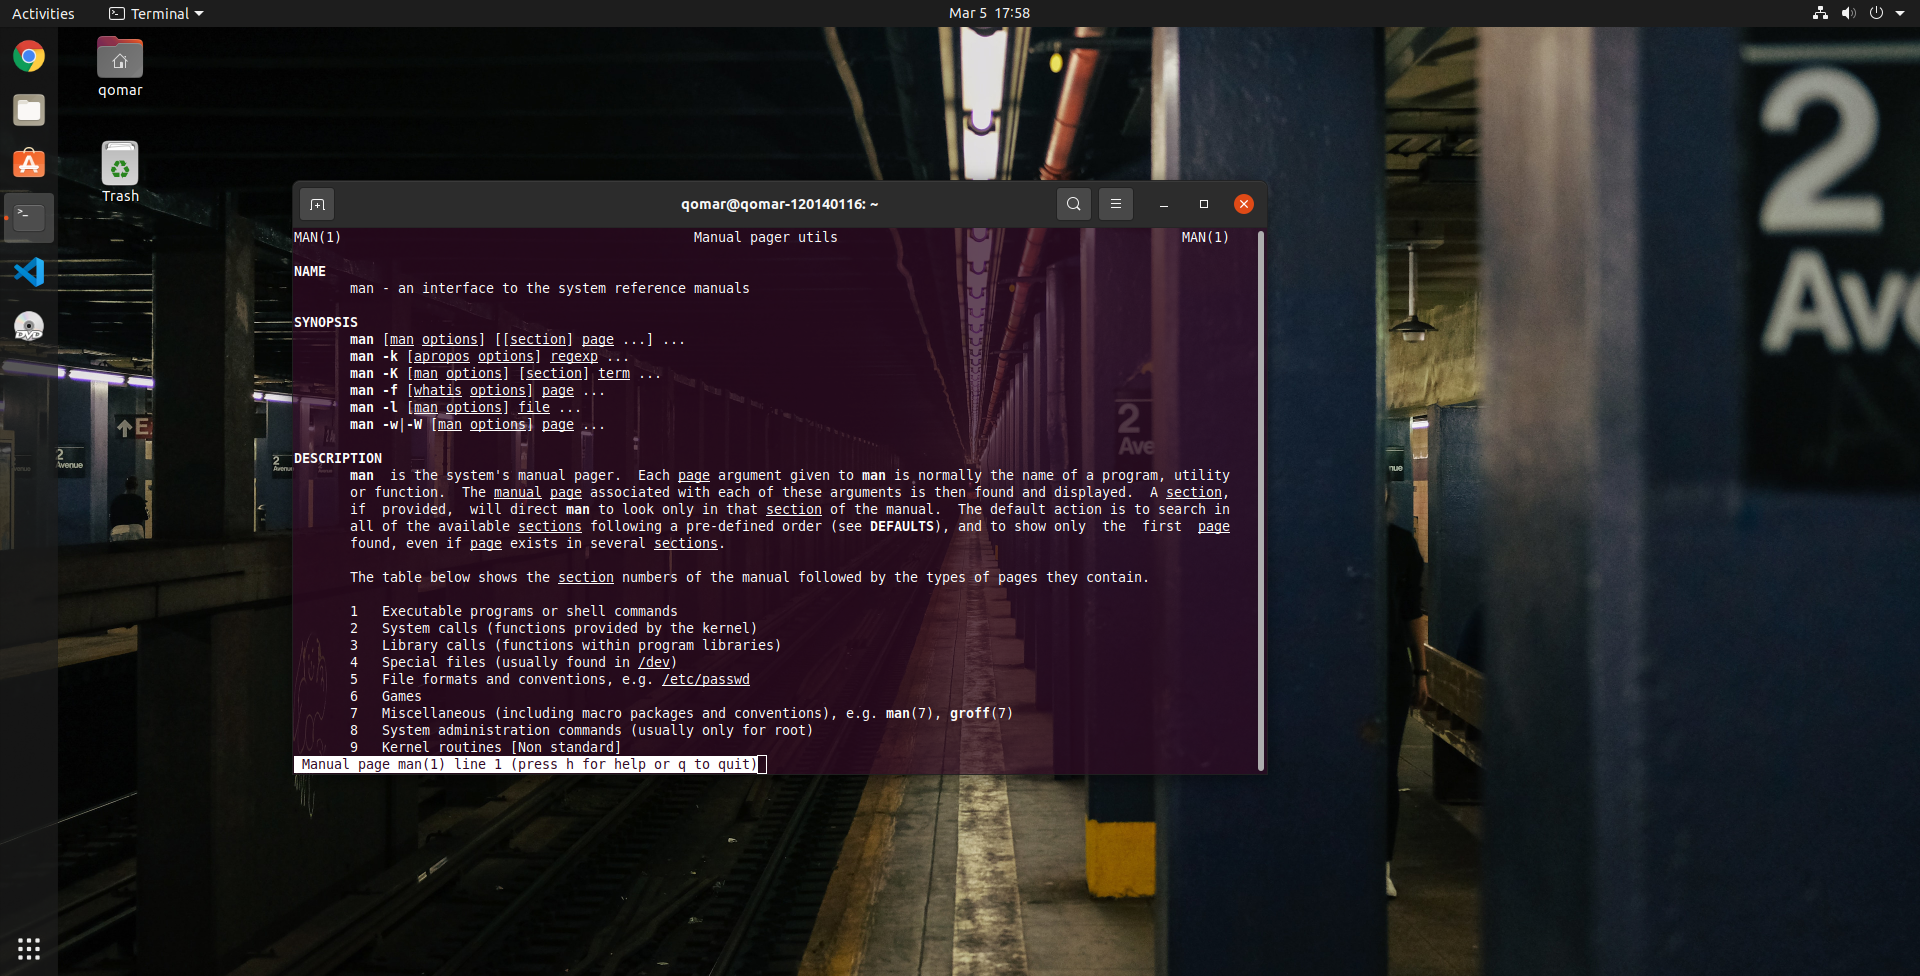 Activities
Terminal
Mar 5 17:58
qomar
Trash
qomar@qomar-120140116: ~
MAN(1) Manual pager utils MAN(1)
NAME
man - an interface to the system reference manuals
SYNOPSIS
man [man options] [[section] page ...] ...
man -k [apropos options] regexp ...
man -K [man options] [section] term ...
man -f [whatis options] page ...
man -l [man options] file ...
man -w|-W [man options] page ...
DESCRIPTION
man is the system's manual pager. Each page argument given to man is normally the name of a program, utility
or function. The manual page associated with each of these arguments is then found and displayed. A section,
if provided, will direct man to look only in that section of the manual. The default action is to search in
all of the available sections following a pre-defined order (see DEFAULTS), and to show only the first page
found, even if page exists in several sections.
The table below shows the section numbers of the manual followed by the types of pages they contain.
1 Executable programs or shell commands
2 System calls (functions provided by the kernel)
3 Library calls (functions within program libraries)
4 Special files (usually found in /dev)
5 File formats and conventions, e.g. /etc/passwd
6 Games
7 Miscellaneous (including macro packages and conventions), e.g. man(7), groff(7)
8 System administration commands (usually only for root)
9 Kernel routines [Non standard]
Manual page man(1) line 1 (press h for help or q to quit)
2
Ave
2
Ave
2
Avenue
2
Avenue
nue
DVD